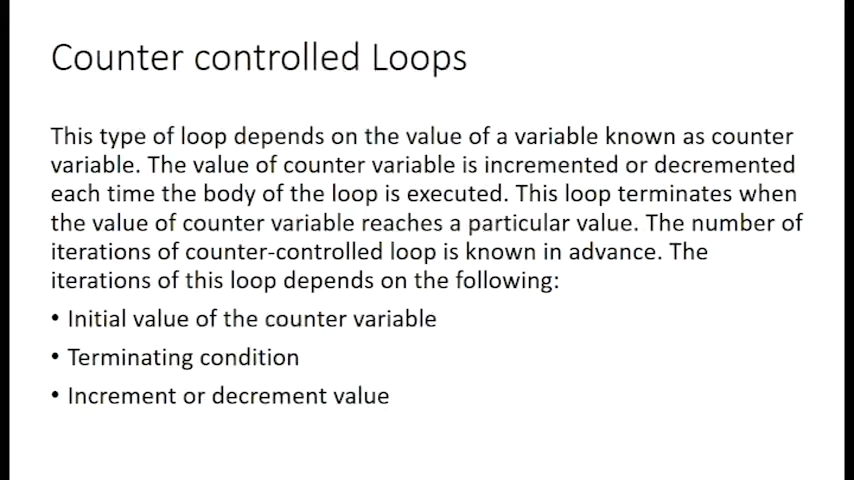 Counter controlled Loops
This type of loop depends on the value of a variable known as counter
variable. The value of counter variable is incremented or decremented
each time the body of the loop is executed. This loop terminates when
the value of counter variable reaches a particular value. The number of
iterations of counter-controlled loop is known in advance. The
iterations of this loop depends on the following:
• Initial value of the counter variable
• Terminating condition
• Increment or decrement value